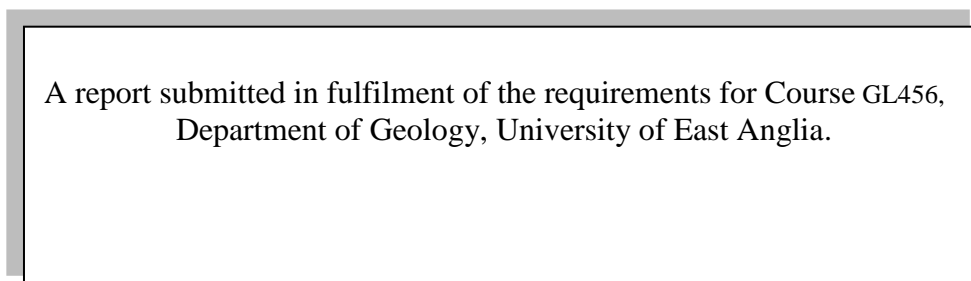 A report submitted in fulfilment of the requirements for Course GL456,
Department of Geology, University of East Anglia.